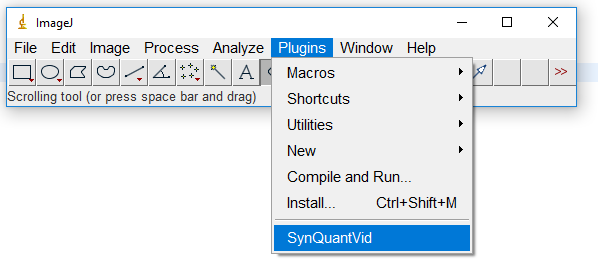 ImageJ
File Edit Image Process Analyze Plugins Window Help
A >>
Scrolling tool (or press space bar and drag)
Macros
Shortcuts
Utilities
New
Compile and Run...
Install... Ctrl+Shift+M
SynQuantVid